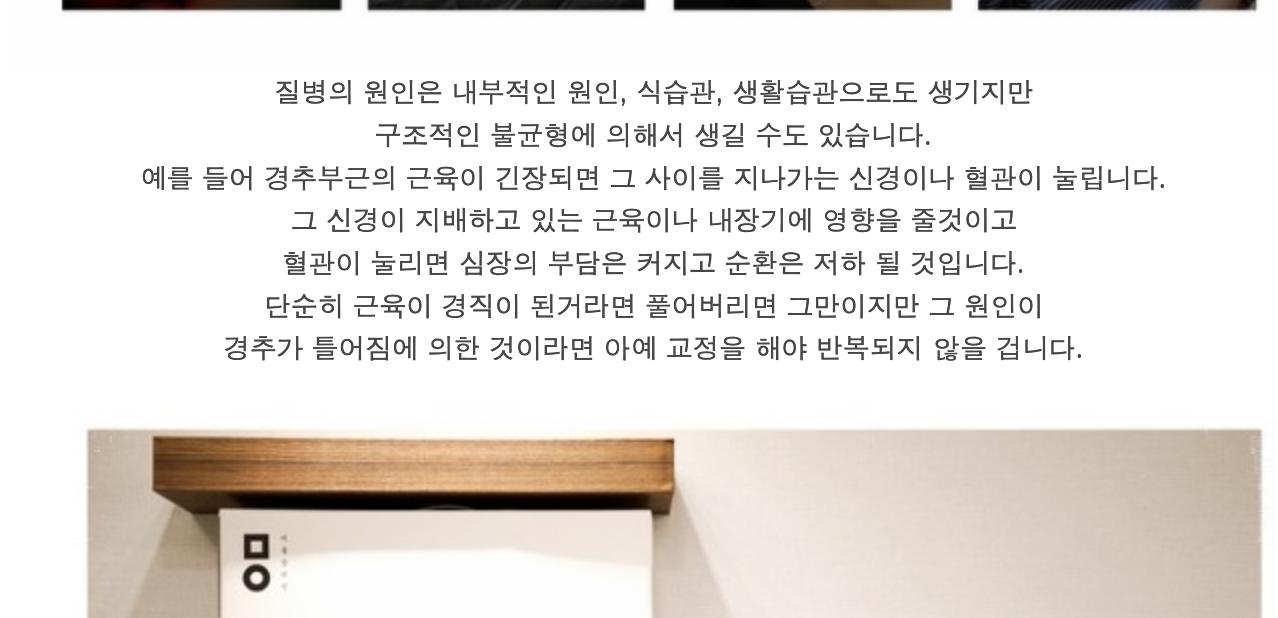 질병의 원인은 내부적인 원인, 식습관, 생활습관으로도 생기지만
구조적인 불균형에 의해서 생길 수도 있습니다.
예를 들어 경추부근의 근육이 긴장되면 그 사이를 지나가는 신경이나 혈관이 눌립니다.
그 신경이 지배하고 있는 근육이나 내장기에 영향을 줄것이고
혈관이 눌리면 심장의 부담은 커지고 순환은 저하 될 것입니다.
단순히 근육이 경직이 된거라면 풀어버리면 그만이지만 그 원인이
경추가 틀어짐에 의한 것이라면 아예 교정을 해야 반복되지 않을 겁니다.